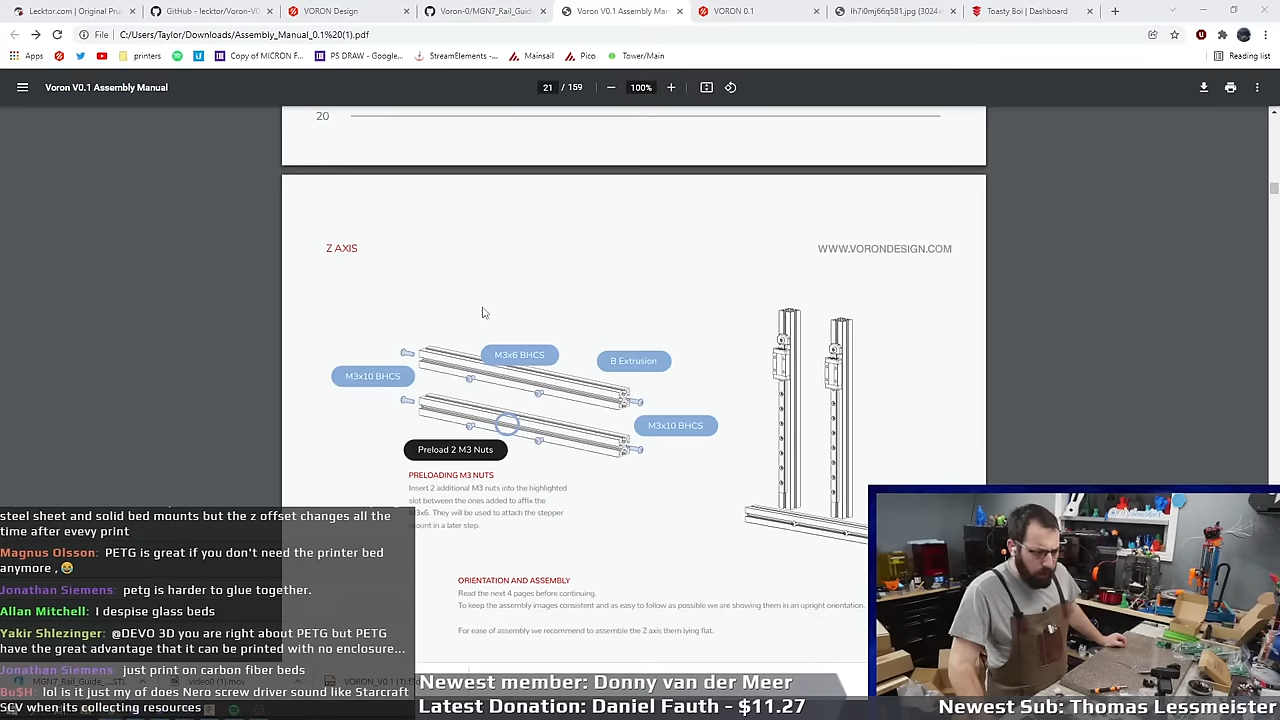 Lecktor.com | Original Pru
GitHub - lecktor/Voron-V0
VORON Design
Voron-0/MGN7_Rail_Guide
Voron V0.1 Assembly Manual
VORON 0.1
lh7i0mj66q581.jpg (3024
Toasty Boi | Dashboard
File
C:/Users/Taylor/Downloads/Assembly_Manual_0.1%20(1).pdf
Apps
printers
Copy of MICRON F...
PS DRAW - Google...
StreamElements -...
Mainsail
Pico
Tower/Main
Reading list
Voron V0.1 Assembly Manual
21 / 159
100%
20
Z AXIS
WWW.VORONDESIGN.COM
M3x6 BHCS
B Extrusion
M3x10 BHCS
M3x10 BHCS
Preload 2 M3 Nuts
PRELOADING M3 NUTS
Insert 2 additional M3 nuts into the highlighted
slot between the ones added to affix the
M3x6. They will be used to attach the stepper
mount in a later step.
ORIENTATION AND ASSEMBLY
Read the next 4 pages before continuing.
To keep the assembly images consistent and as easy to follow as possible we are showing them in an upright orientation.
For ease of assembly we recommend to assemble the Z axis them lying flat.
steel sheet and solid bed mounts but the z offset changes all the
time after evevy print
Magnus Olsson: PETG is great if you don't need the printer bed
anymore , 😅
Jonathan Siemens: petg is harder to glue together.
Allan Mitchell: I despise glass beds
Yakir Shlezinger: @DEVO 3D you are right about PETG but PETG
have the great advantage that it can be printed with no enclosure...
Jonathan Siemens: just print on carbon fiber beds
Bu$H: lol is it just my of does Nero screw driver sound like Starcraft
SCV when its collecting resources
MGN7_Rail_Guide_....STL
video0 (1).mov
Newest member: Donny van der Meer
Latest Donation: Daniel Fauth - $11.27
Newest Sub: Thomas Lessmeister